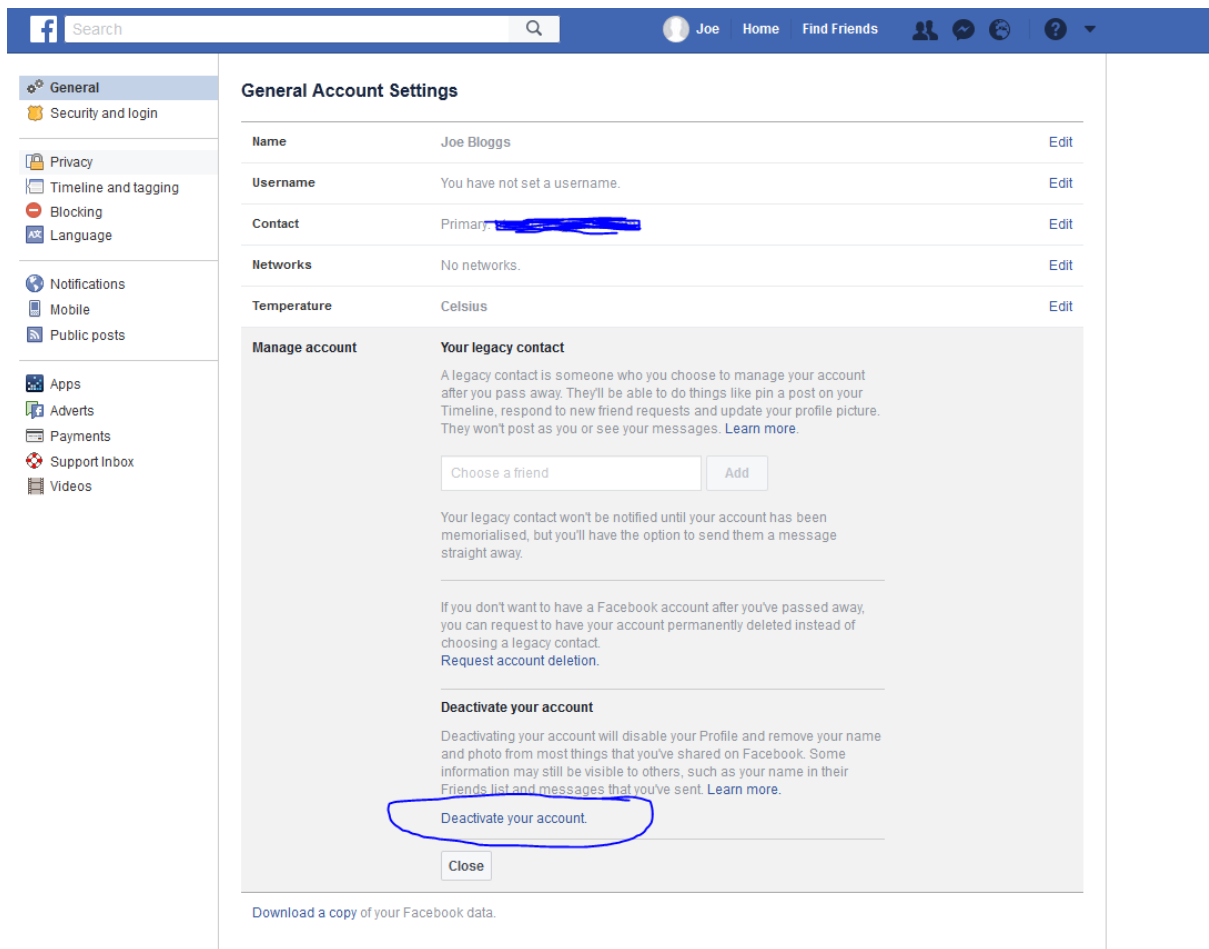 Search
Joe Home Find Friends
General
Security and login
Privacy
Timeline and tagging
Blocking
Language
Notifications
Mobile
Public posts
Apps
Adverts
Payments
Support Inbox
Videos
General Account Settings
Name Joe Bloggs Edit
Username You have not set a username. Edit
Contact Primary: Edit
Networks No networks. Edit
Temperature Celsius Edit
Manage account Your legacy contact
A legacy contact is someone who you choose to manage your account
after you pass away. They'll be able to do things like pin a post on your
Timeline, respond to new friend requests and update your profile picture.
They won't post as you or see your messages. Learn more.
Choose a friend Add
Your legacy contact won't be notified until your account has been
memorialised, but you'll have the option to send them a message
straight away.
If you don't want to have a Facebook account after you've passed away,
you can request to have your account permanently deleted instead of
choosing a legacy contact.
Request account deletion.
Deactivate your account
Deactivating your account will disable your Profile and remove your name
and photo from most things that you've shared on Facebook. Some
information may still be visible to others, such as your name in their
Friends list and messages that you've sent. Learn more.
Deactivate your account.
Close
Download a copy of your Facebook data.